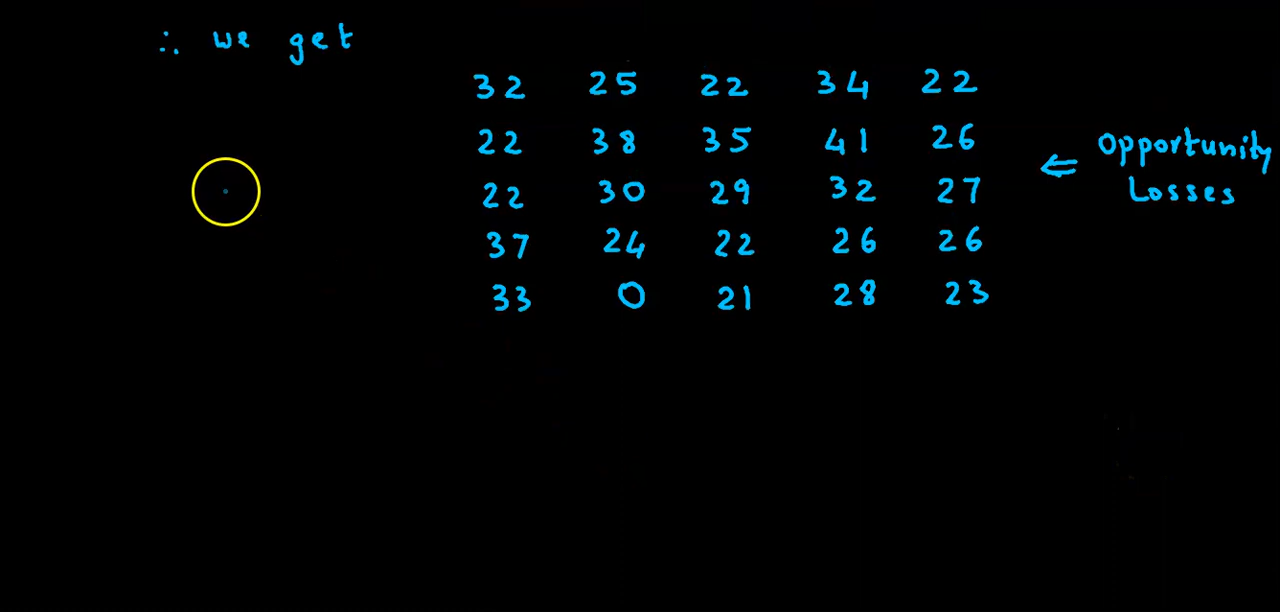 ∴ we get
32 25 22 34 22
22 38 35 41 26
22 30 29 32 27
37 24 22 26 26
33 0 21 28 23
⇐ Opportunity
Losses